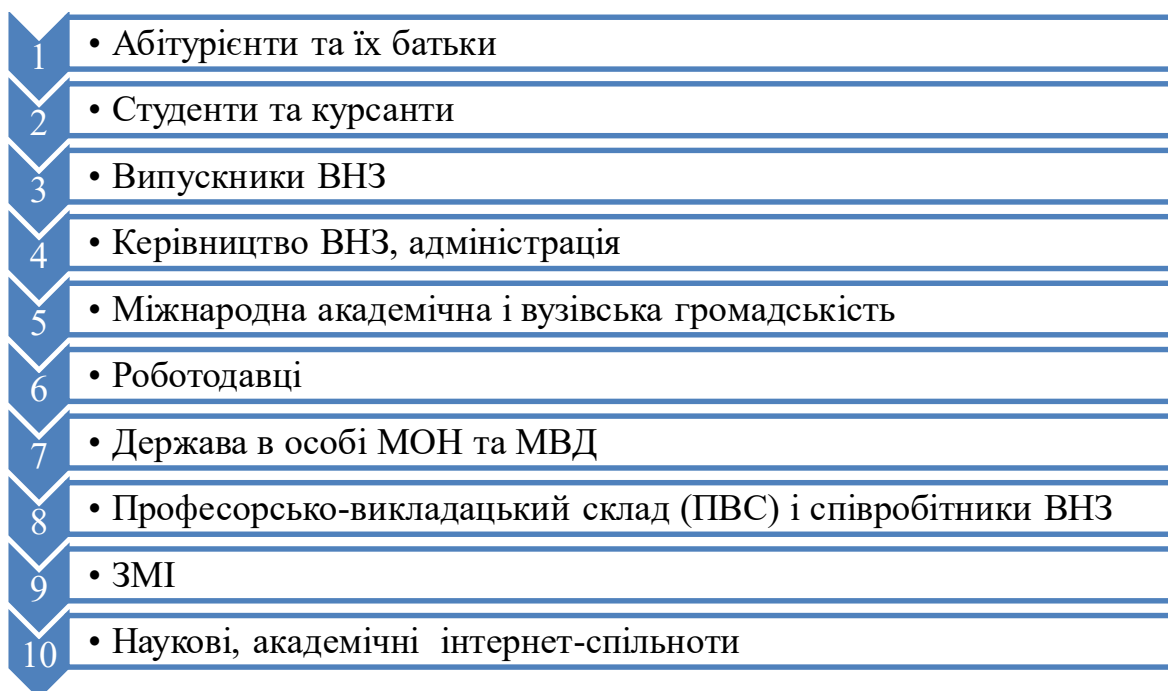 1 • Абітурієнти та їх батьки
2 • Студенти та курсанти
3 • Випускники ВНЗ
4 • Керівництво ВНЗ, адміністрація
5 • Міжнародна академічна і вузівська громадськість
6 • Роботодавці
7 • Держава в особі МОН та МВД
8 • Професорсько-викладацький склад (ПВС) і співробітники ВНЗ
9 • ЗМІ
10 • Наукові, академічні інтернет-спільноти